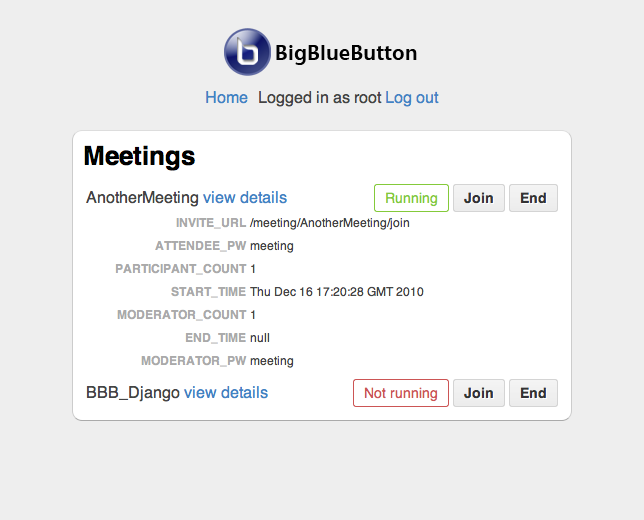 BigBlueButton
Home Logged in as root Log out
Meetings
AnotherMeeting view details Running Join End
INVITE_URL /meeting/AnotherMeeting/join
ATTENDEE_PW meeting
PARTICIPANT_COUNT 1
START_TIME Thu Dec 16 17:20:28 GMT 2010
MODERATOR_COUNT 1
END_TIME null
MODERATOR_PW meeting
BBB_Django view details Not running Join End